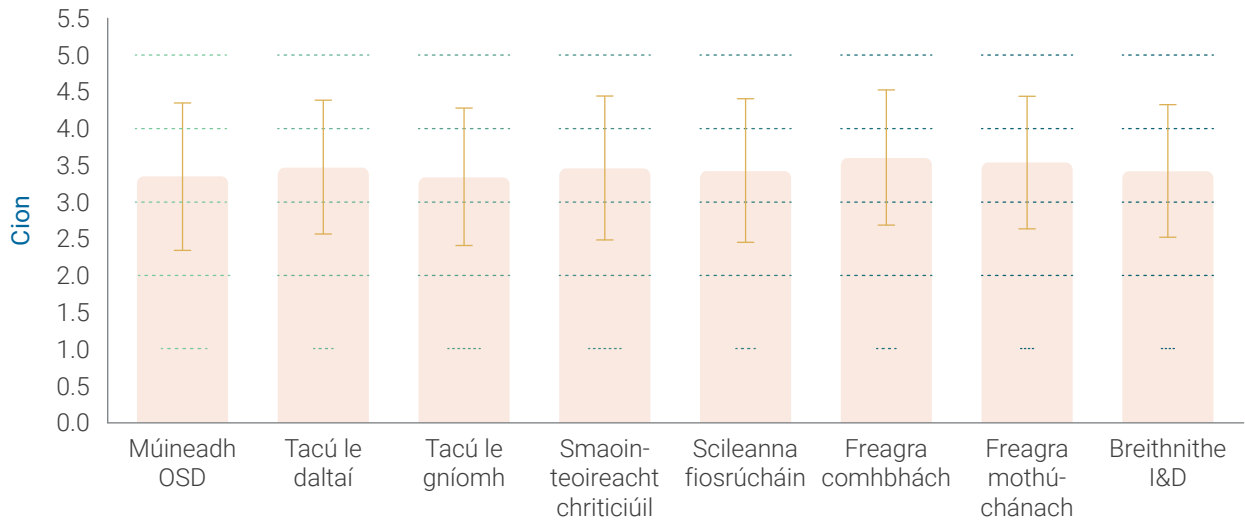 5.5
5.0
4.5
4.0
3.5
3.0
2.5
2.0
1.5
1.0
0.5
0.0
Cion
Múineadh
OSD
Tacú le
daltaí
Tacú le
gníomh
Smaoin-
teoireacht
chriticiúil
Scileanna
fiosrúcháin
Freagra
comhbhách
Freagra
mothú-
chánach
Breithnithe
I&D